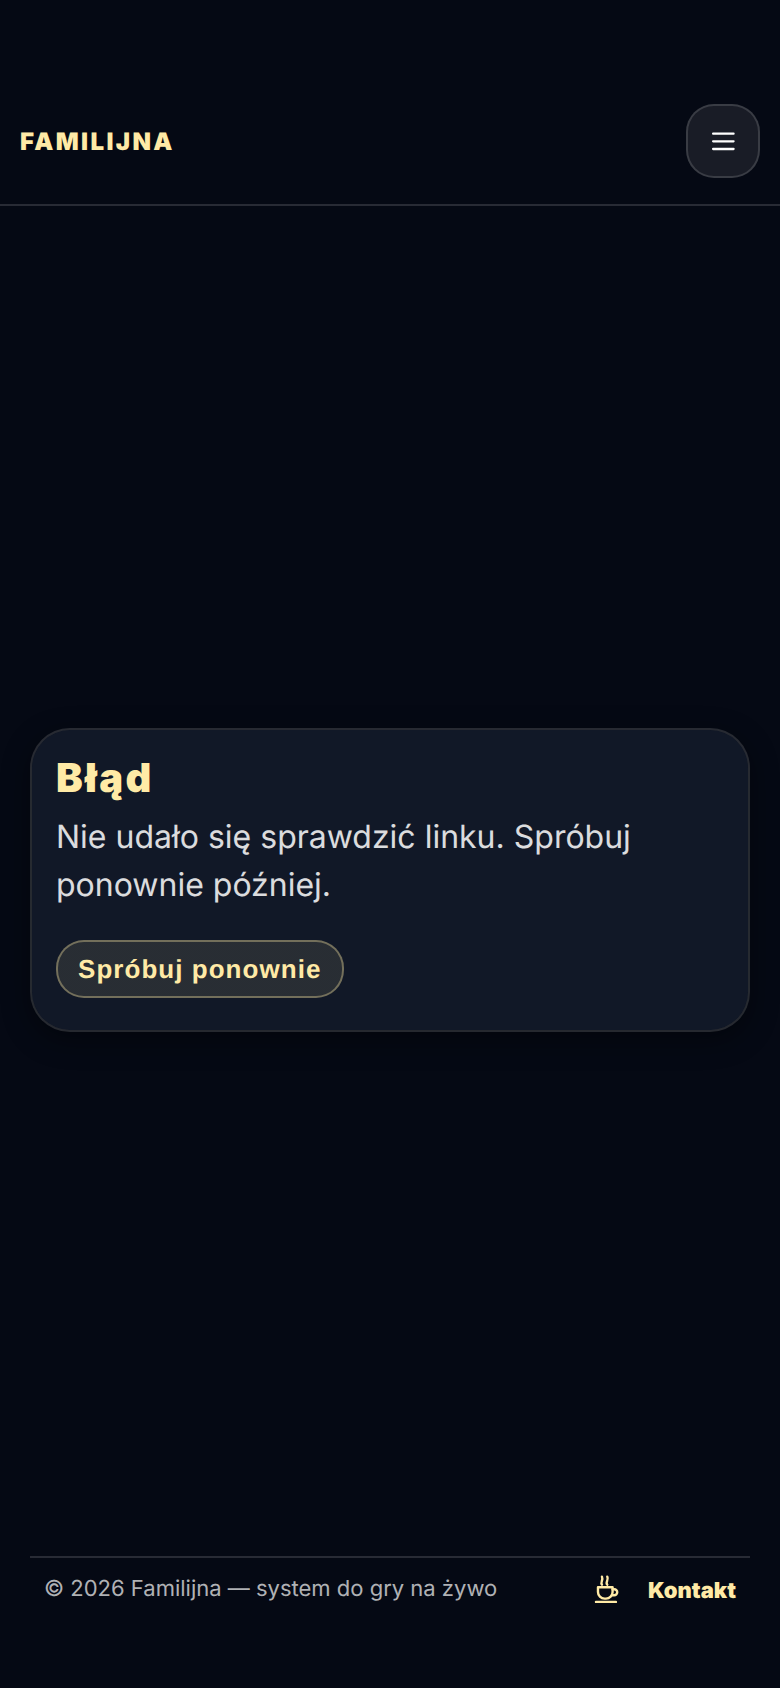 FAMILIJNA
Błąd
Nie udało się sprawdzić linku. Spróbuj
ponownie później.
Spróbuj ponownie
© 2026 Familijna — system do gry na żywo
Kontakt